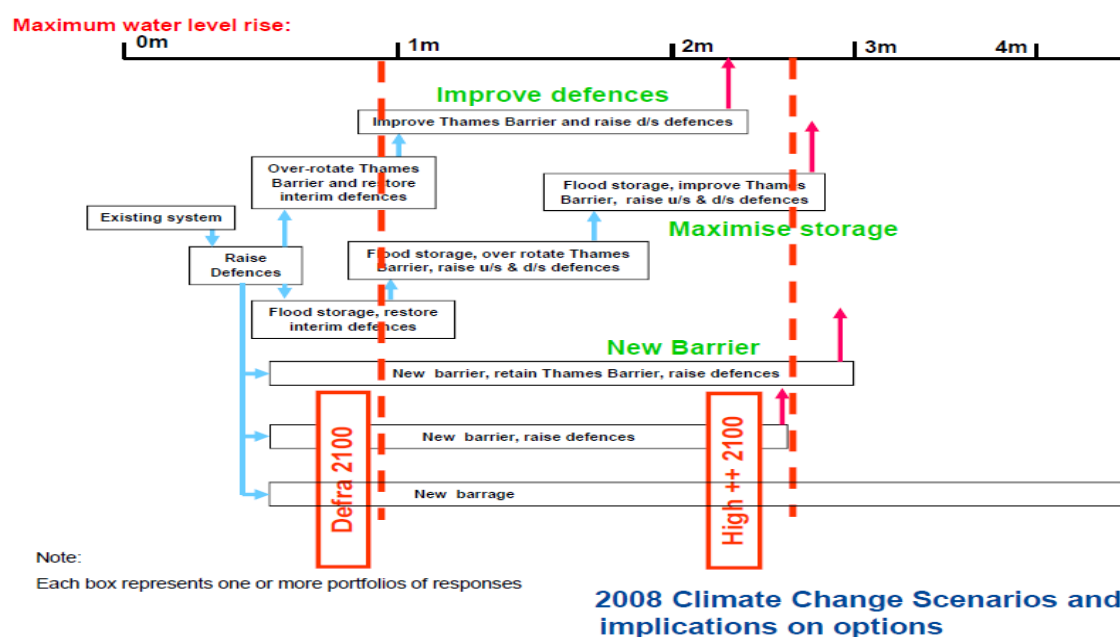 Maximum water level rise:
0m 1m 2m 3m 4m
Improve defences
Improve Thames Barrier and raise d/s defences
Over-rotate Thames
Barrier and restore
interim defences
Flood storage, improve Thames
Barrier, raise u/s & d/s defences
Existing system
Maximise storage
Raise
Defences
Flood storage, over rotate Thames
Barrier, raise u/s & d/s defences
Flood storage, restore
interim defences
New Barrier
New barrier, retain Thames Barrier, raise defences
New barrier, raise defences
New barrage
Defra 2100
High ++ 2100
Note:
Each box represents one or more portfolios of responses
2008 Climate Change Scenarios and
implications on options